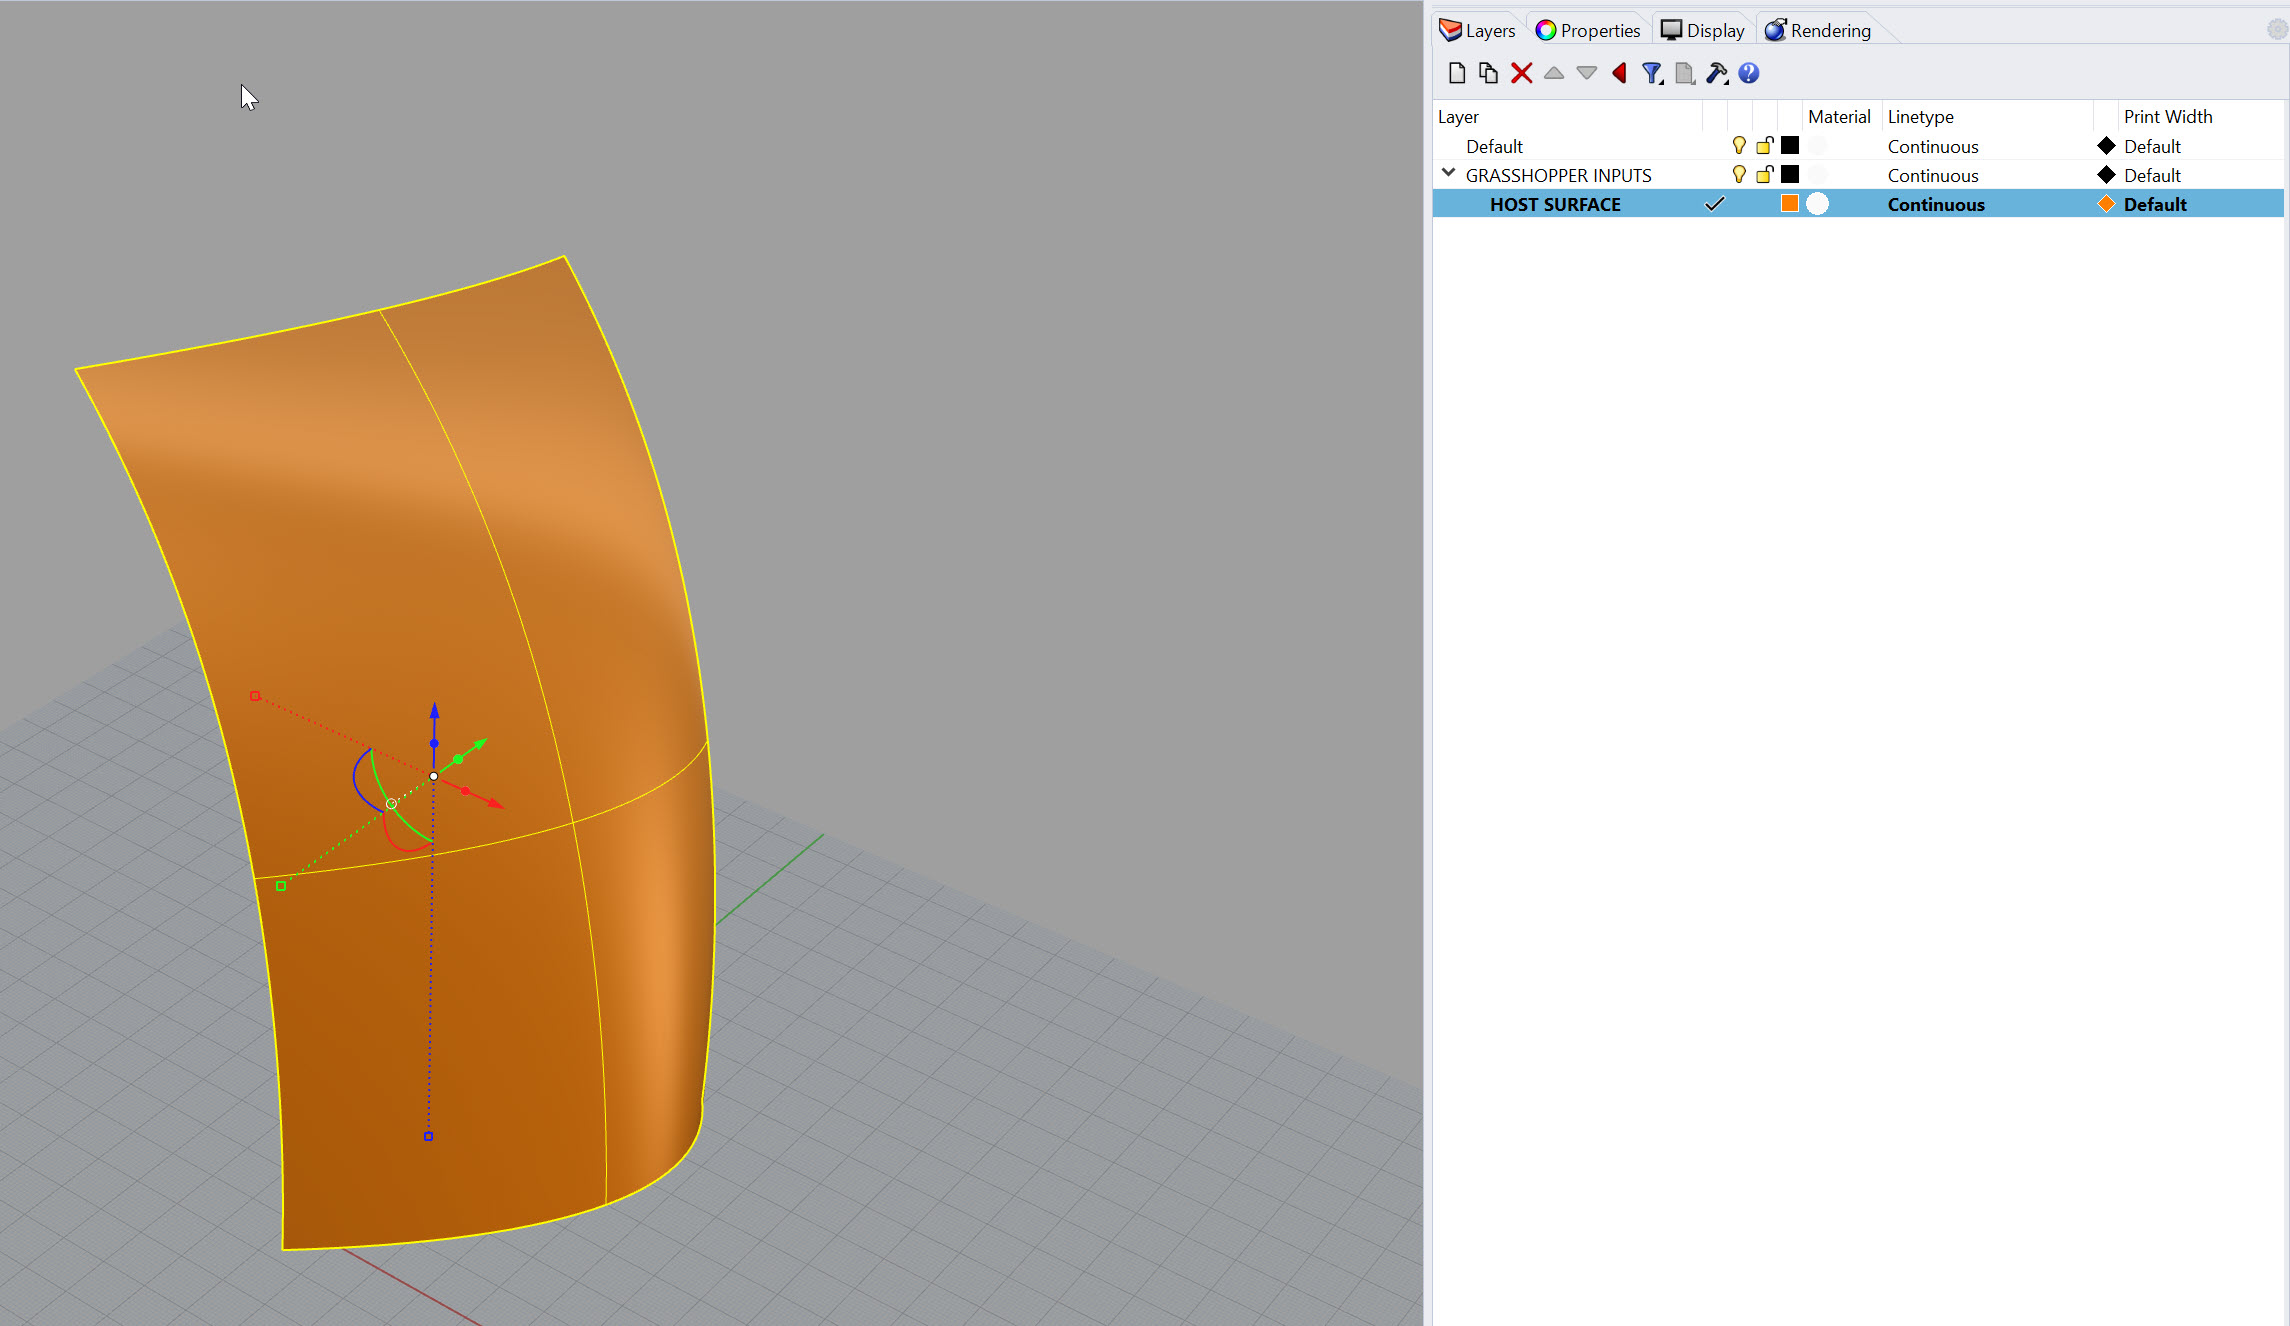 Layers Properties Display Rendering
Layer Material Linetype Print Width
Default Continuous Default
GRASSHOPPER INPUTS Continuous Default
HOST SURFACE Continuous Default